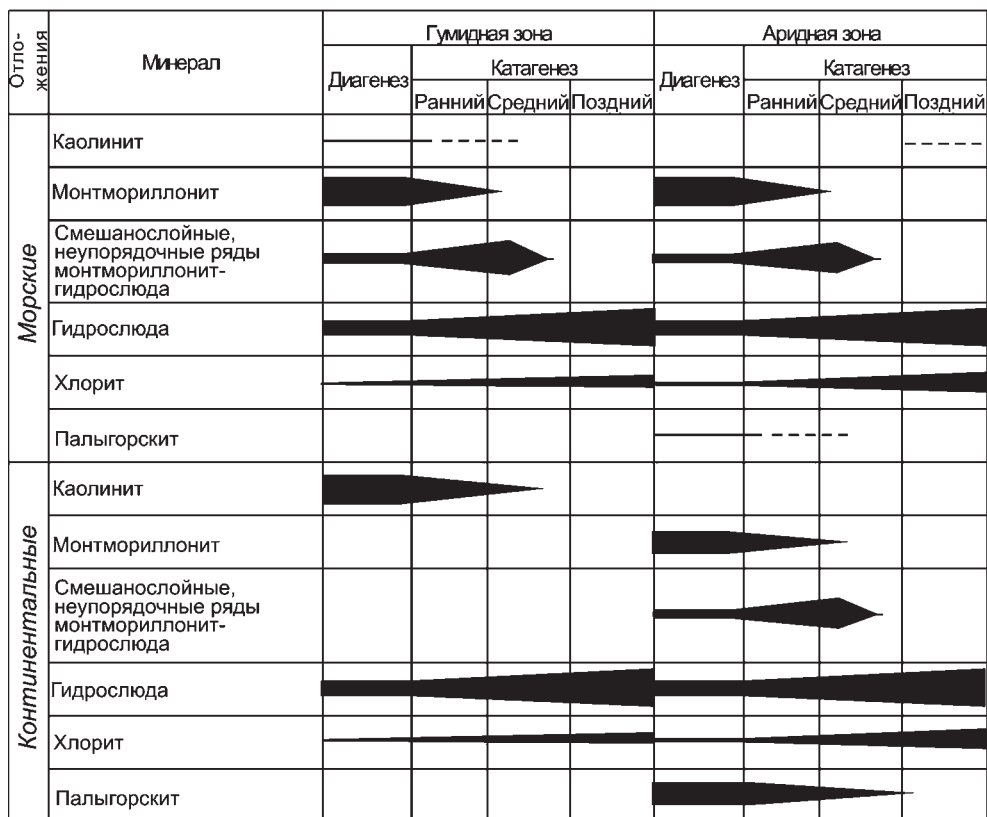 Отло-
жения
Минерал
Гумидная зона
Аридная зона
Диагенез
Катагенез
Диагенез
Катагенез
Ранний
Средний
Поздний
Ранний
Средний
Поздний
Морские
Каолинит
Монтмориллонит
Смешанослойные,
неупорядочные ряды
монтмориллонит-
гидрослюда
Гидрослюда
Хлорит
Палыгорскит
Континентальные
Каолинит
Монтмориллонит
Смешанослойные,
неупорядочные ряды
монтмориллонит-
гидрослюда
Гидрослюда
Хлорит
Палыгорскит